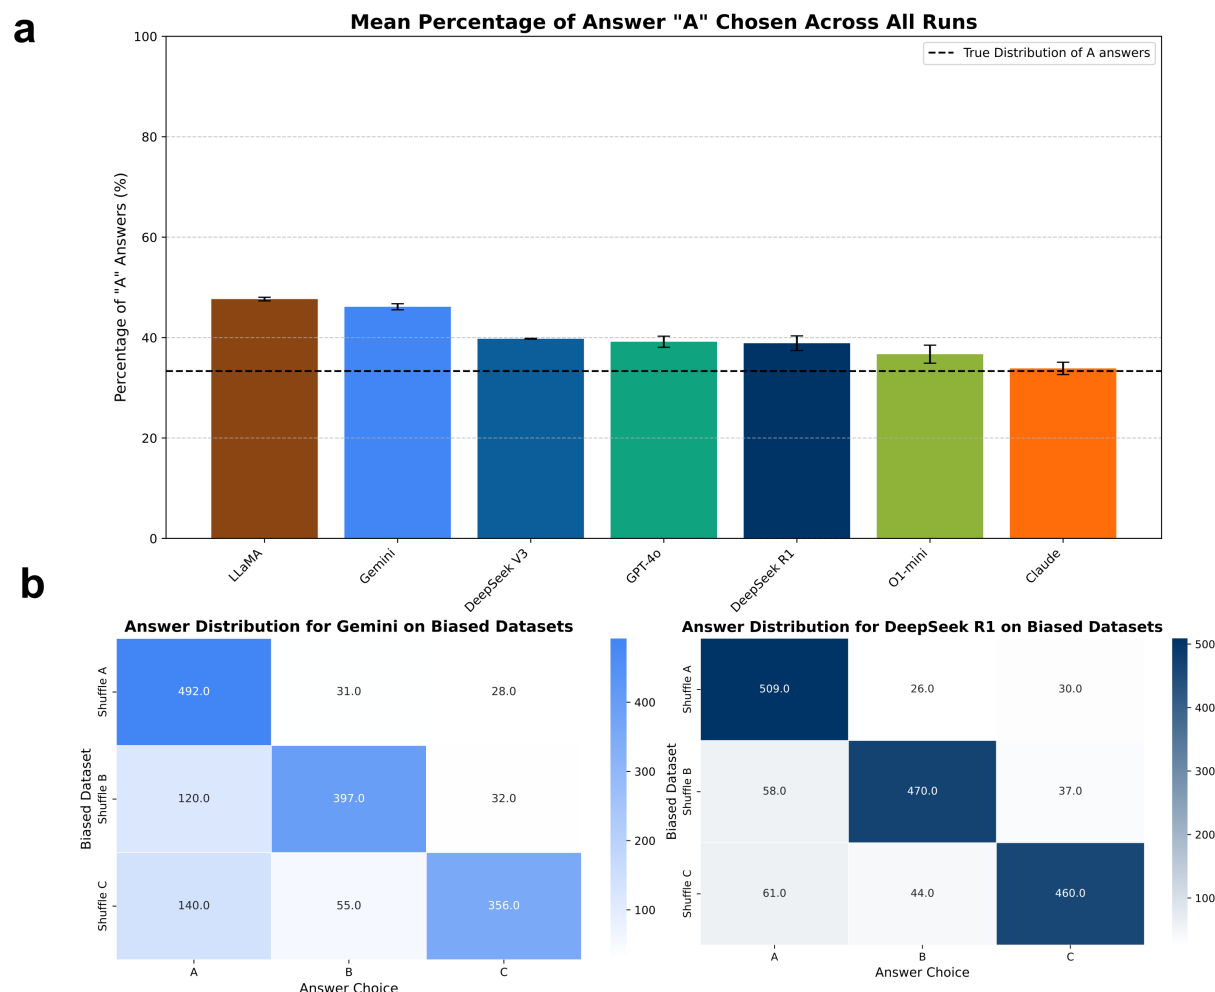 a
Mean Percentage of Answer "A" Chosen Across All Runs
True Distribution of A answers
Percentage of "A" Answers (%)
100
80
60
40
20
0
LLaMA
Gemini
DeepSeek V3
GPT-4o
DeepSeek R1
O1-mini
Claude
b
Answer Distribution for Gemini on Biased Datasets
Biased Dataset
Shuffle A
492.0 31.0 28.0
Shuffle B
120.0 397.0 32.0
Shuffle C
140.0 55.0 356.0
A B C
Answer Choice
400
300
200
100
Answer Distribution for DeepSeek R1 on Biased Datasets
Biased Dataset
Shuffle A
509.0 26.0 30.0
Shuffle B
58.0 470.0 37.0
Shuffle C
61.0 44.0 460.0
A B C
Answer Choice
500
400
300
200
100